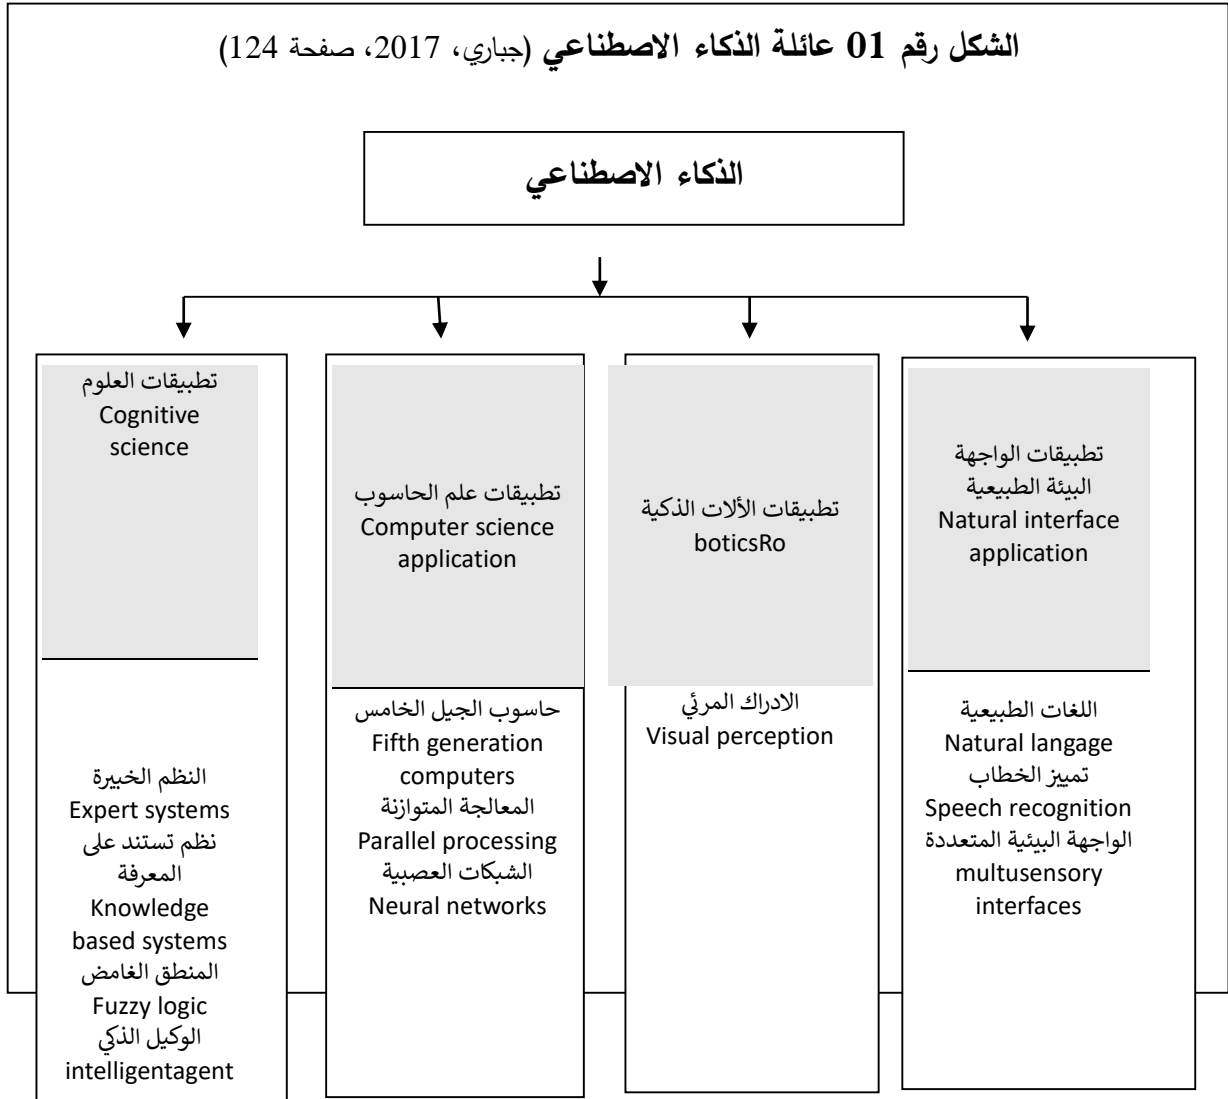 الشكل رقم 01 عائلة الذكاء الاصطناعي (جباري، 2017، صفحة 124)
الذكاء الاصطناعي
تطبيقات الواجهة
البيئة الطبيعية
Natural interface
application
اللغات الطبيعية
Natural langage
تمييز الخطاب
Speech recognition
الواجهة البيئية المتعددة
multusensory
interfaces
تطبيقات الألات الذكية
boticsRo
الادراك المرئي
Visual perception
تطبيقات علم الحاسوب
Computer science
application
حاسوب الجيل الخامس
Fifth generation
computers
المعالجة المتوازنة
Parallel processing
الشبكات العصبية
Neural networks
تطبيقات العلوم
Cognitive
science
النظم الخبيرة
Expert systems
نظم تستند على
المعرفة
Knowledge
based systems
المنطق الغامض
Fuzzy logic
الوكيل الذكي
intelligentagent